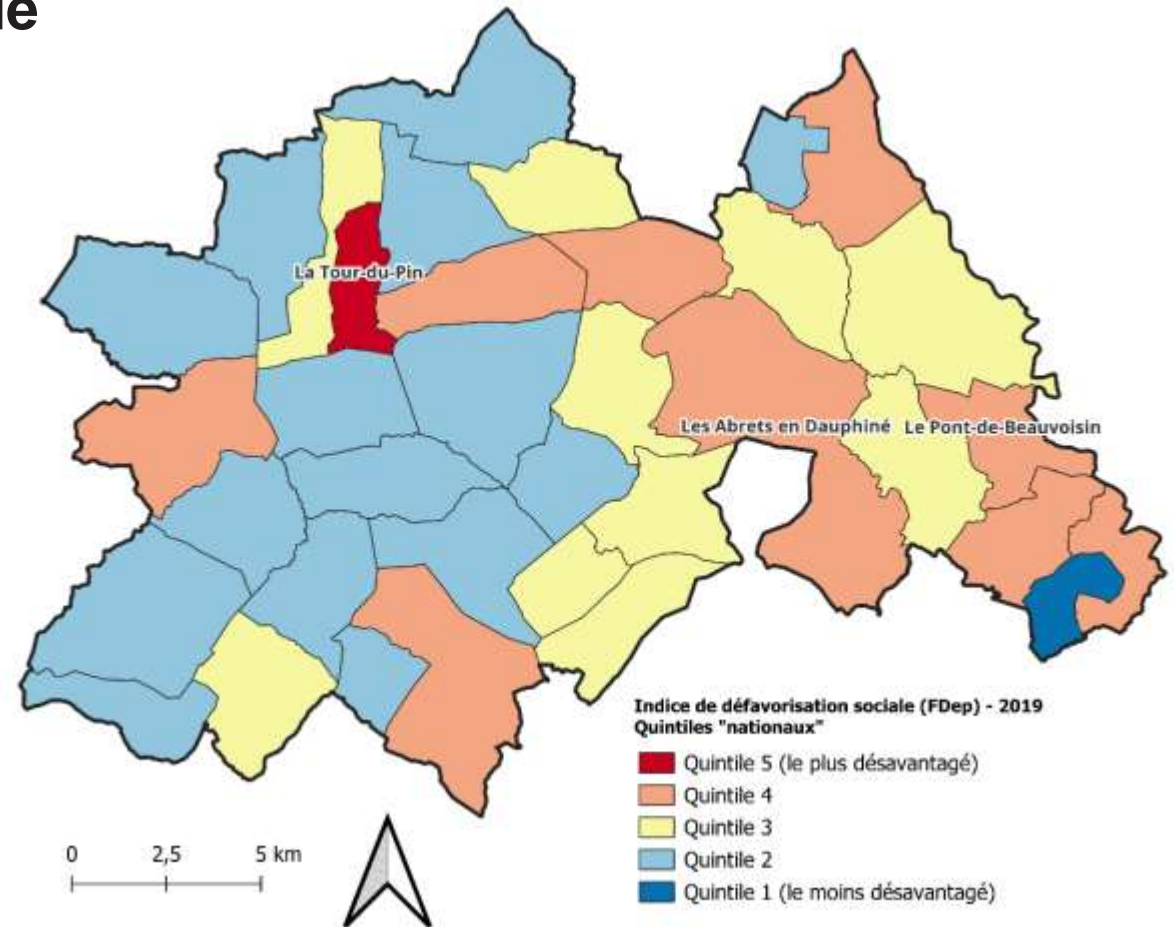 La Tour-du-Pin
Les Abrets en Dauphiné
Le Pont-de-Beauvoisin
Indice de défavorisation sociale (FDep) - 2019
Quintiles "nationaux"
Quintile 5 (le plus désavantagé)
Quintile 4
Quintile 3
Quintile 2
Quintile 1 (le moins désavantagé)
0 2,5 5 km